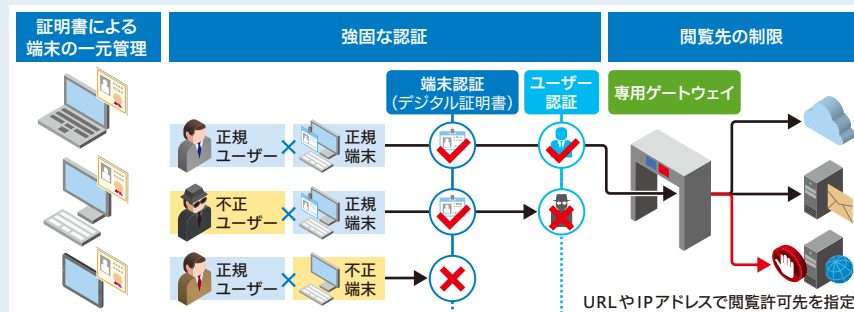 証明書による
端末の一元管理
強固な認証
閲覧先の制限
端末認証
(デジタル証明書)
ユーザー
認証
専用ゲートウェイ
正規
ユーザー
×
正規
端末
不正
ユーザー
×
正規
端末
正規
ユーザー
×
不正
端末
URLやIPアドレスで閲覧許可先を指定